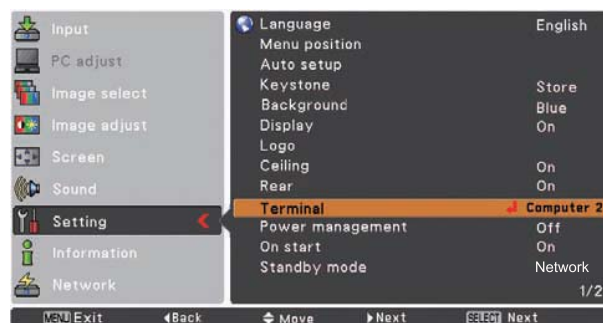 Input
PC adjust
Image select
Image adjust
Screen
Sound
Setting
Information
Network
Language English
Menu position
Auto setup
Keystone Store
Background Blue
Display On
Logo
Ceiling On
Rear On
Terminal Computer 2
Power management Off
On start On
Standby mode Network
1/2
MENU Exit Back Move Next SELECT Next